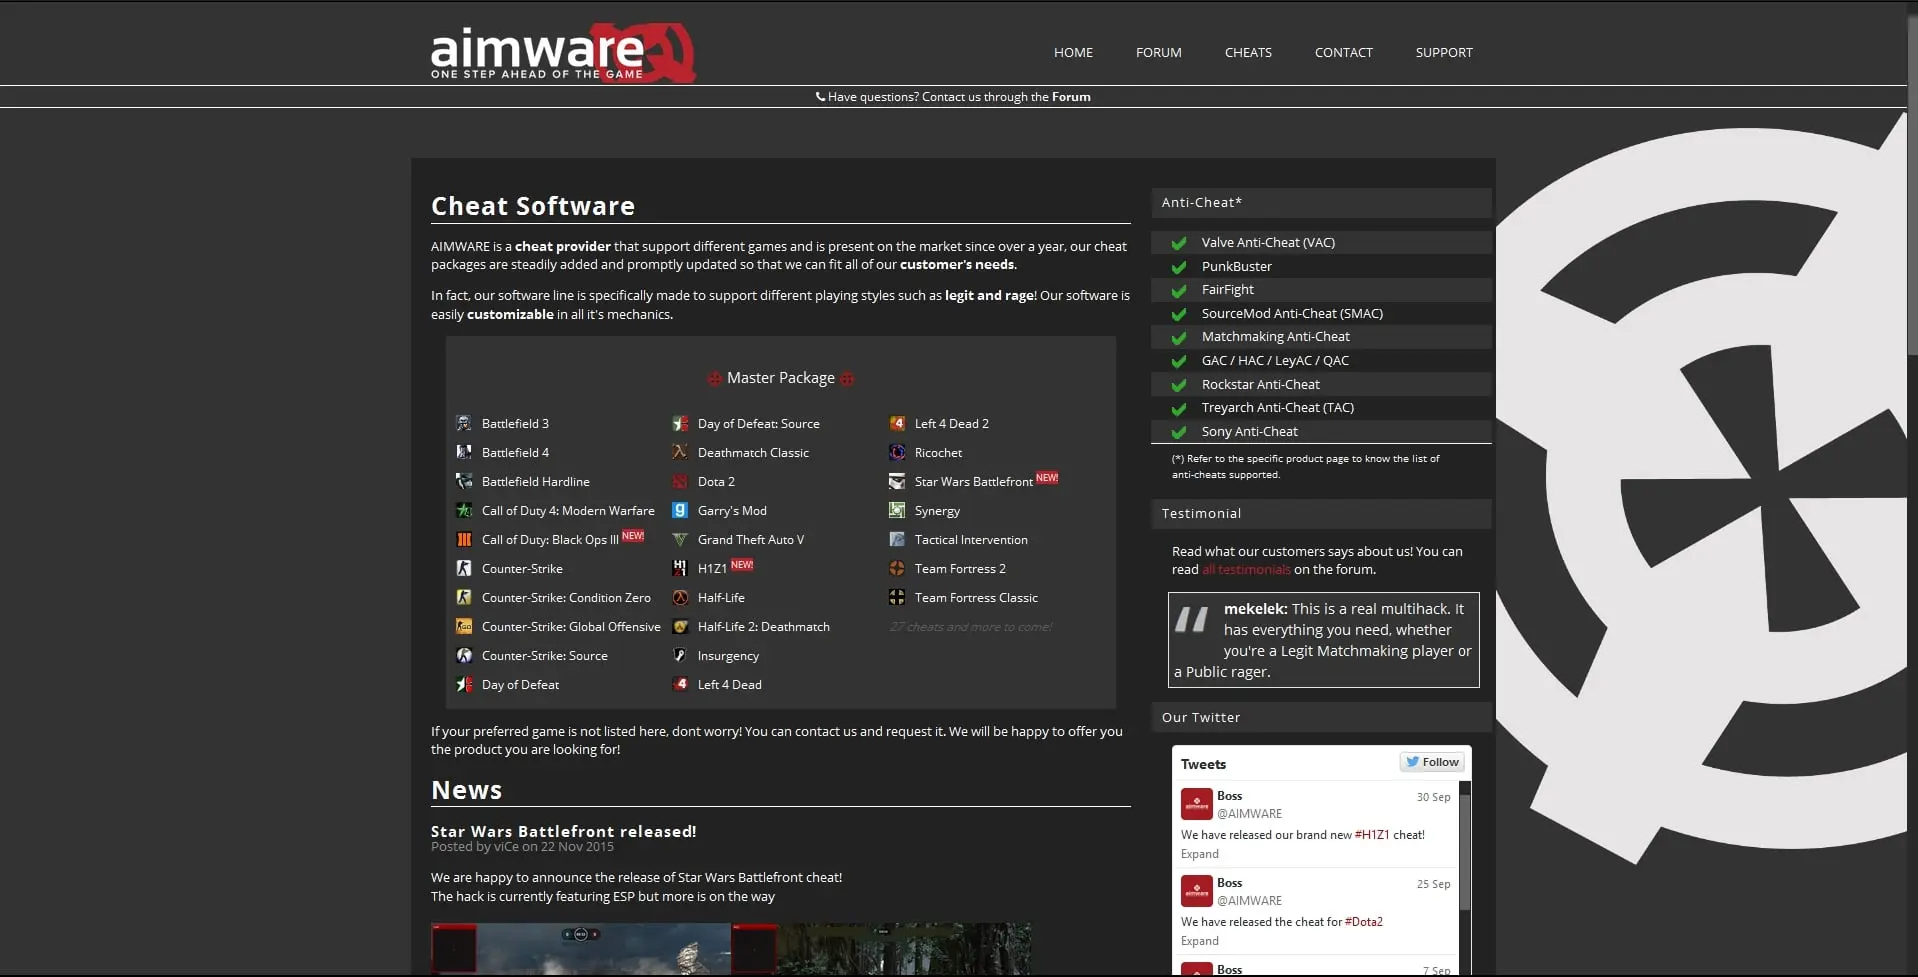 aimware
ONE STEP AHEAD OF THE GAME
HOME
FORUM
CHEATS
CONTACT
SUPPORT
Have questions? Contact us through the Forum
Cheat Software
AIMWARE is a cheat provider that support different games and is present on the market since over a year, our cheat
packages are steadily added and promptly updated so that we can fit all of our customer's needs.
In fact, our software line is specifically made to support different playing styles such as legit and rage! Our software is
easily customizable in all it's mechanics.
Master Package
Battlefield 3
Battlefield 4
Battlefield Hardline
Call of Duty 4: Modern Warfare
Call of Duty: Black Ops III NEW!
Counter-Strike
Counter-Strike: Condition Zero
Counter-Strike: Global Offensive
Counter-Strike: Source
Day of Defeat
Day of Defeat: Source
Deathmatch Classic
Dota 2
Garry's Mod
Grand Theft Auto V
H1Z1 NEW!
Half-Life
Half-Life 2: Deathmatch
Insurgency
Left 4 Dead
Left 4 Dead 2
Ricochet
Star Wars Battlefront NEW!
Synergy
Tactical Intervention
Team Fortress 2
Team Fortress Classic
27 cheats and more to come!
If your preferred game is not listed here, dont worry! You can contact us and request it. We will be happy to offer you
the product you are looking for!
News
Star Wars Battlefront released!
Posted by viCe on 22 Nov 2015
We are happy to announce the release of Star Wars Battlefront cheat!
The hack is currently featuring ESP but more is on the way
Anti-Cheat*
Valve Anti-Cheat (VAC)
PunkBuster
FairFight
SourceMod Anti-Cheat (SMAC)
Matchmaking Anti-Cheat
GAC / HAC / LeyAC / QAC
Rockstar Anti-Cheat
Treyarch Anti-Cheat (TAC)
Sony Anti-Cheat
(*) Refer to the specific product page to know the list of
anti-cheats supported.
Testimonial
Read what our customers says about us! You can
read all testimonials on the forum.
mekelek: This is a real multihack. It
has everything you need, whether
you're a Legit Matchmaking player or
a Public rager.
Our Twitter
Tweets
Follow
Boss
30 Sep
@AIMWARE
We have released our brand new #H1Z1 cheat!
Expand
Boss
25 Sep
@AIMWARE
We have released the cheat for #Dota2
Expand
Boss
7 Sep